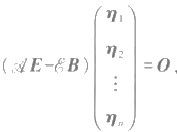 (𝒜E−ℰB) ( η₁ η₂ ⋮ ηₙ ) = O,